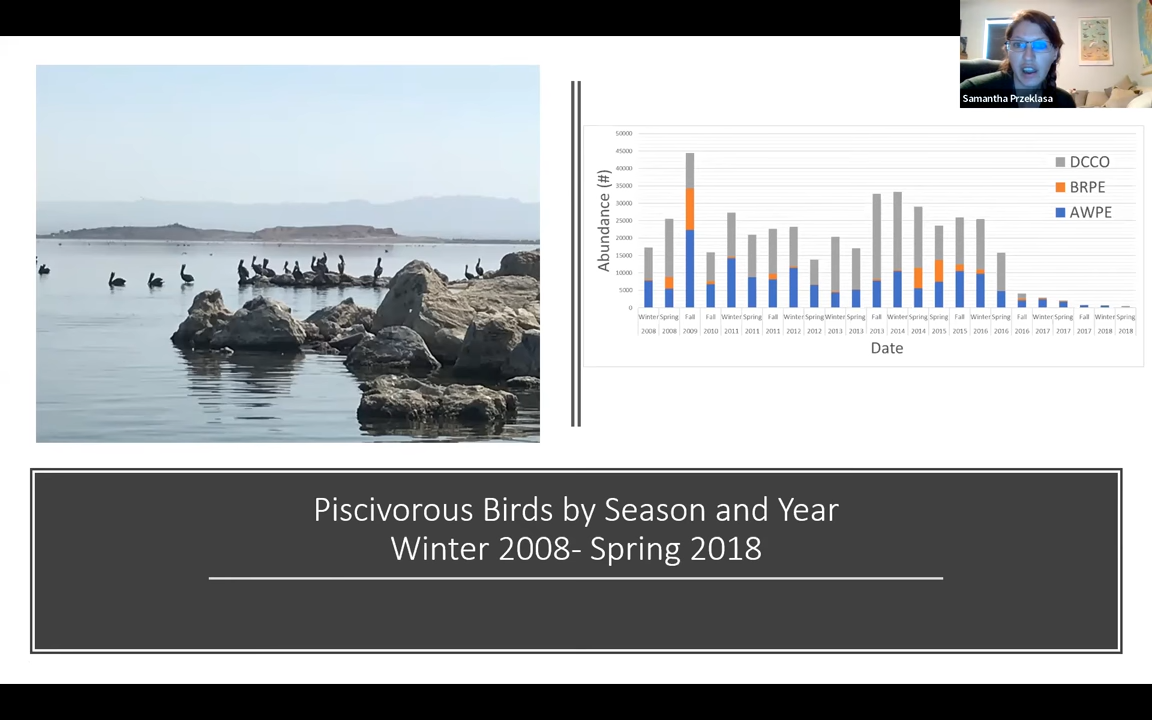 Samantha Przeklasa
50000
45000
40000
35000
30000
25000
20000
15000
10000
5000
0
Abundance (#)
DCCO
BRPE
AWPE
Winter Spring Fall Fall Winter Spring Fall Winter Spring Winter Spring Fall Winter Spring Spring Fall Winter Spring Fall Winter Spring Fall Winter Spring
2008 2008 2009 2010 2011 2011 2011 2012 2012 2013 2013 2013 2014 2014 2015 2015 2016 2016 2016 2017 2017 2017 2018 2018
Date
Piscivorous Birds by Season and Year
Winter 2008- Spring 2018